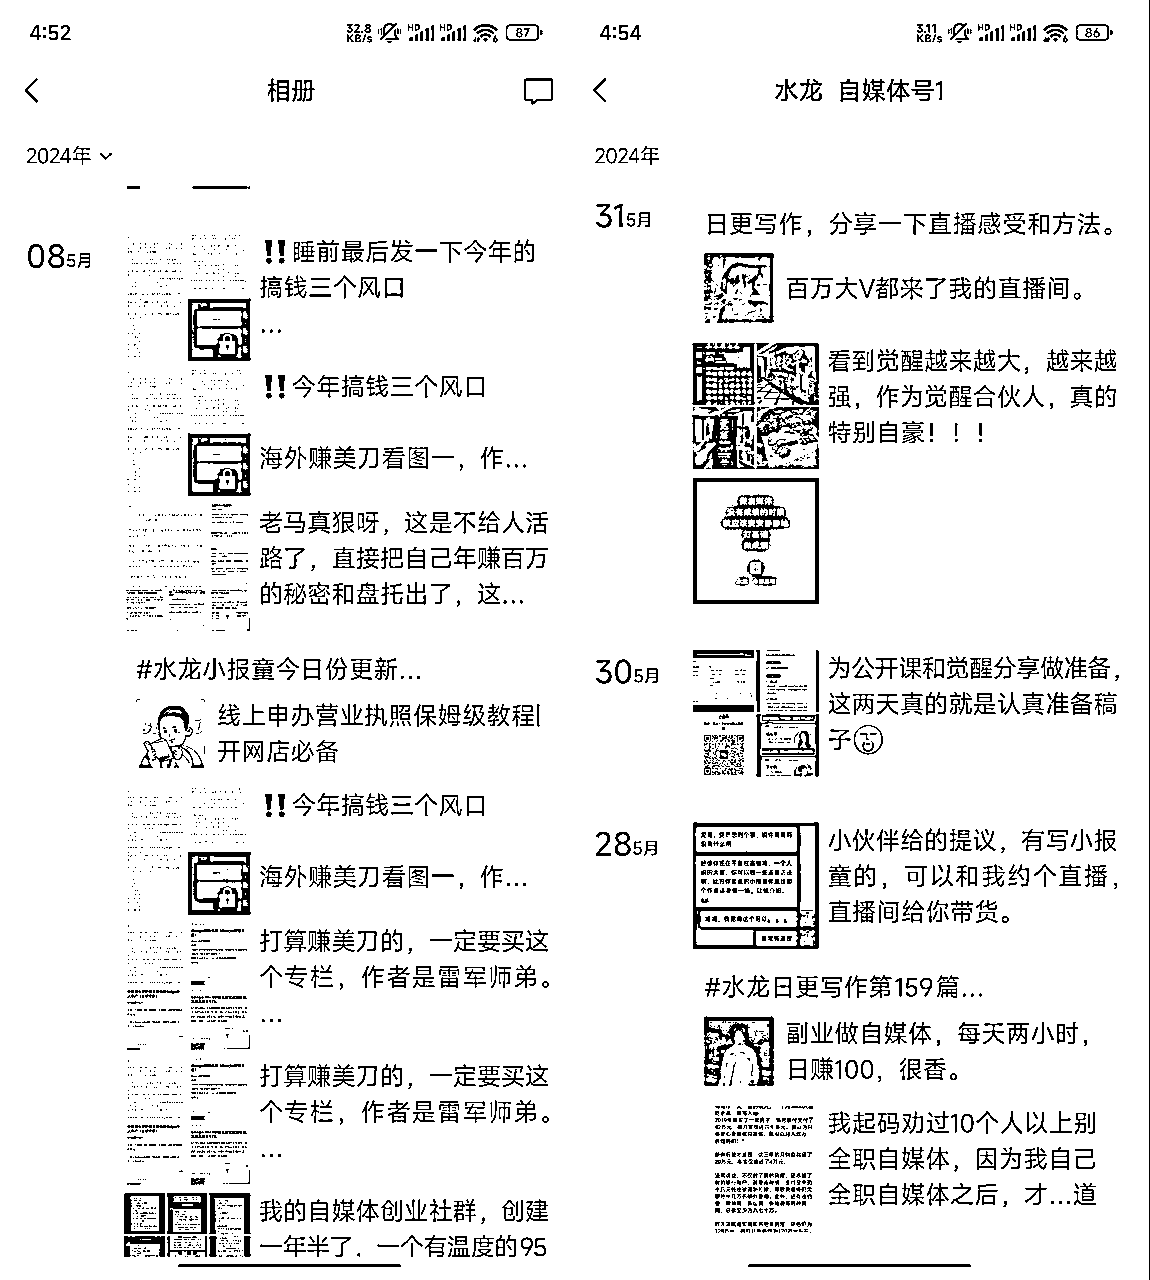 4:52
32.8 KB/s
HD
HD
87
相册
2024年
08 5月
‼️睡前最后发一下今年的
搞钱三个风口
...
‼️今年搞钱三个风口
海外赚美刀看图一，作...
老马真狠呀，这是不给人活
路了，直接把自己年赚百万
的秘密和盘托出了，这...
#水龙小报童今日份更新...
线上申办营业执照保姆级教程|
开网店必备
‼️今年搞钱三个风口
海外赚美刀看图一，作...
打算赚美刀的，一定要买这
个专栏，作者是雷军师弟。
...
打算赚美刀的，一定要买这
个专栏，作者是雷军师弟。
...
我的自媒体创业社群，创建
一年半了，一个有温度的95
4:54
3.11 KB/s
HD
HD
86
水龙 自媒体号1
2024年
31 5月
日更写作，分享一下直播感受和方法。
百万大V都来了我的直播间。
看到觉醒越来越大，越来越
强，作为觉醒合伙人，真的
特别自豪！！！
30 5月
为公开课和觉醒分享做准备，
这两天真的就是认真准备稿
子
28 5月
小伙伴给的提议，有写小报
童的，可以和我约个直播，
直播间给你带货。
#水龙日更写作第159篇...
副业做自媒体，每天两小时，
日赚100，很香。
我起码劝过10个人以上别
全职自媒体，因为我自己
全职自媒体之后，才...道